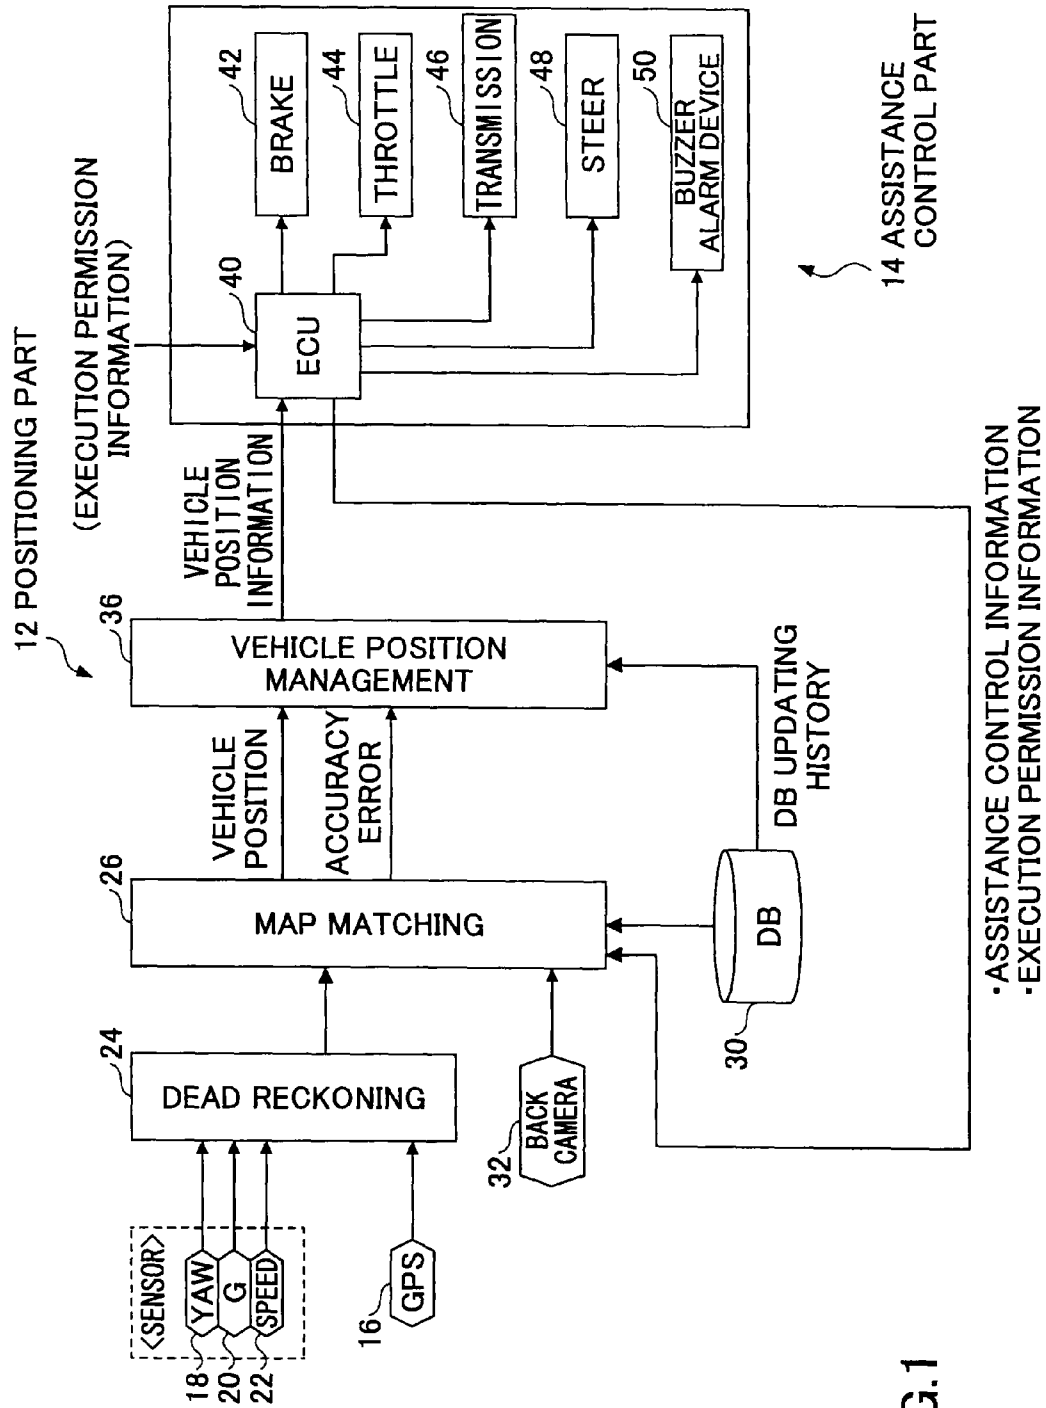 12 POSITIONING PART
(EXECUTION PERMISSION
INFORMATION)
<SENSOR>
18
YAW
20
G
22
SPEED
16
GPS
24
DEAD RECKONING
32
BACK
CAMERA
26
MAP MATCHING
30
DB
VEHICLE
POSITION
ACCURACY
ERROR
DB UPDATING
HISTORY
36
VEHICLE POSITION
MANAGEMENT
VEHICLE
POSITION
INFORMATION
40
ECU
42
BRAKE
44
THROTTLE
46
TRANSMISSION
48
STEER
50
BUZZER
ALARM DEVICE
14 ASSISTANCE
CONTROL PART
・ASSISTANCE CONTROL INFORMATION
・EXECUTION PERMISSION INFORMATION
G.1